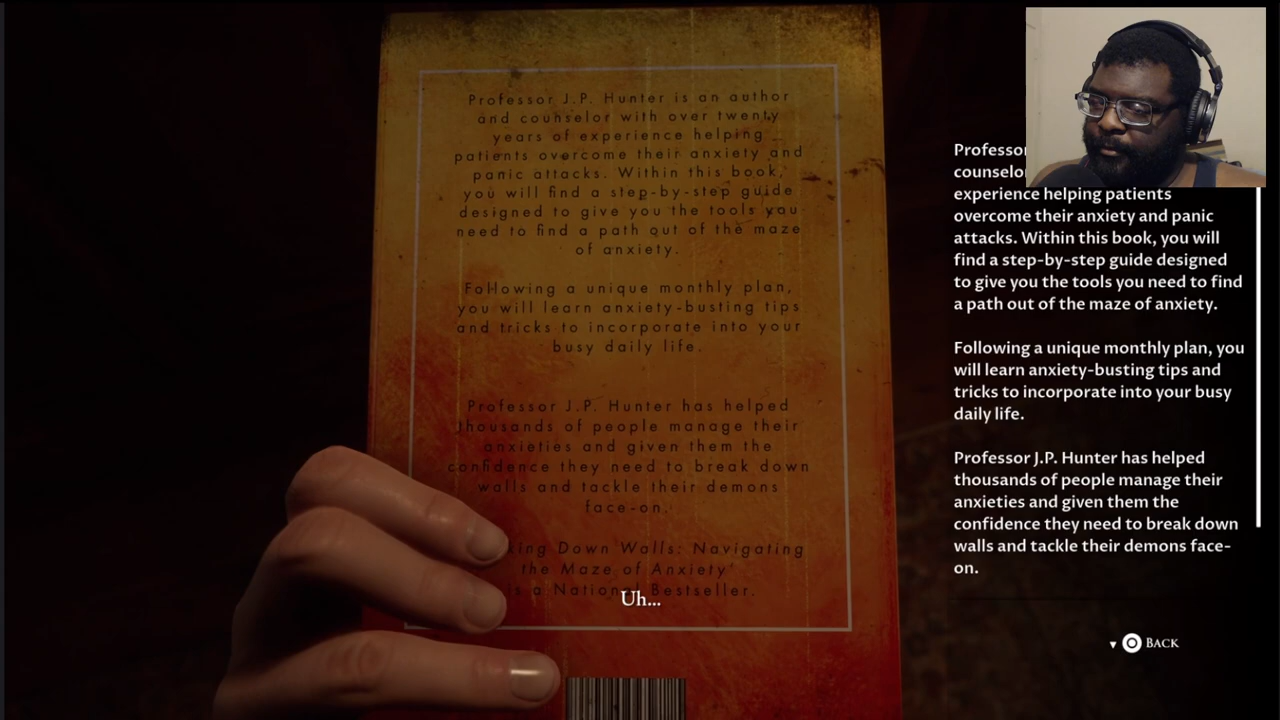 Professor J.P. Hunter is an author
and counselor with over twenty
years of experience helping
patients overcome their anxiety and
panic attacks. Within this book,
you will find a step-by-step guide
designed to give you the tools you
need to find a path out of the maze
of anxiety.
Following a unique monthly plan,
you will learn anxiety-busting tips
and tricks to incorporate into your
busy daily life.
Professor J.P. Hunter has helped
thousands of people manage their
anxieties and given them the
confidence they need to break down
walls and tackle their demons
face-on.
king Down Walls: Navigating
the Maze of Anxiety'
is a National Bestseller.
Uh...
Professor
counselor
experience helping patients
overcome their anxiety and panic
attacks. Within this book, you will
find a step-by-step guide designed
to give you the tools you need to find
a path out of the maze of anxiety.
Following a unique monthly plan, you
will learn anxiety-busting tips and
tricks to incorporate into your busy
daily life.
Professor J.P. Hunter has helped
thousands of people manage their
anxieties and given them the
confidence they need to break down
walls and tackle their demons face-
on.
BACK